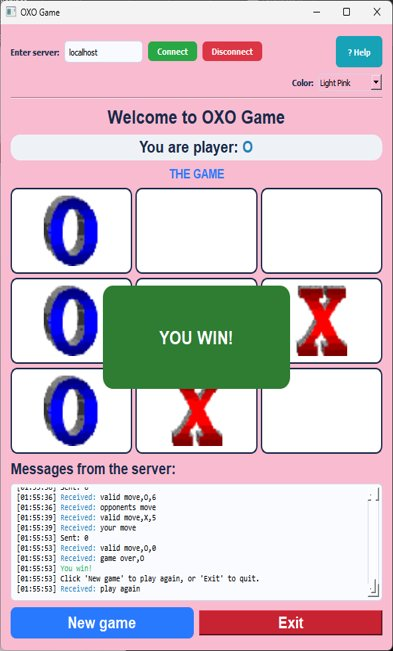 OXO Game
Enter server: localhost Connect Disconnect ? Help
Color: Light Pink
Welcome to OXO Game
You are player: O
THE GAME
O
O X
YOU WIN!
O X
Messages from the server:
[01:55:36] Sent: 6
[01:55:36] Received: valid move,O,6
[01:55:36] Received: opponents move
[01:55:39] Received: valid move,X,5
[01:55:39] Received: your move
[01:55:53] Sent: 0
[01:55:53] Received: valid move,O,0
[01:55:53] Received: game over,O
[01:55:53] You win!
[01:55:53] Click 'New game' to play again, or 'Exit' to quit.
[01:55:53] Received: play again
New game Exit